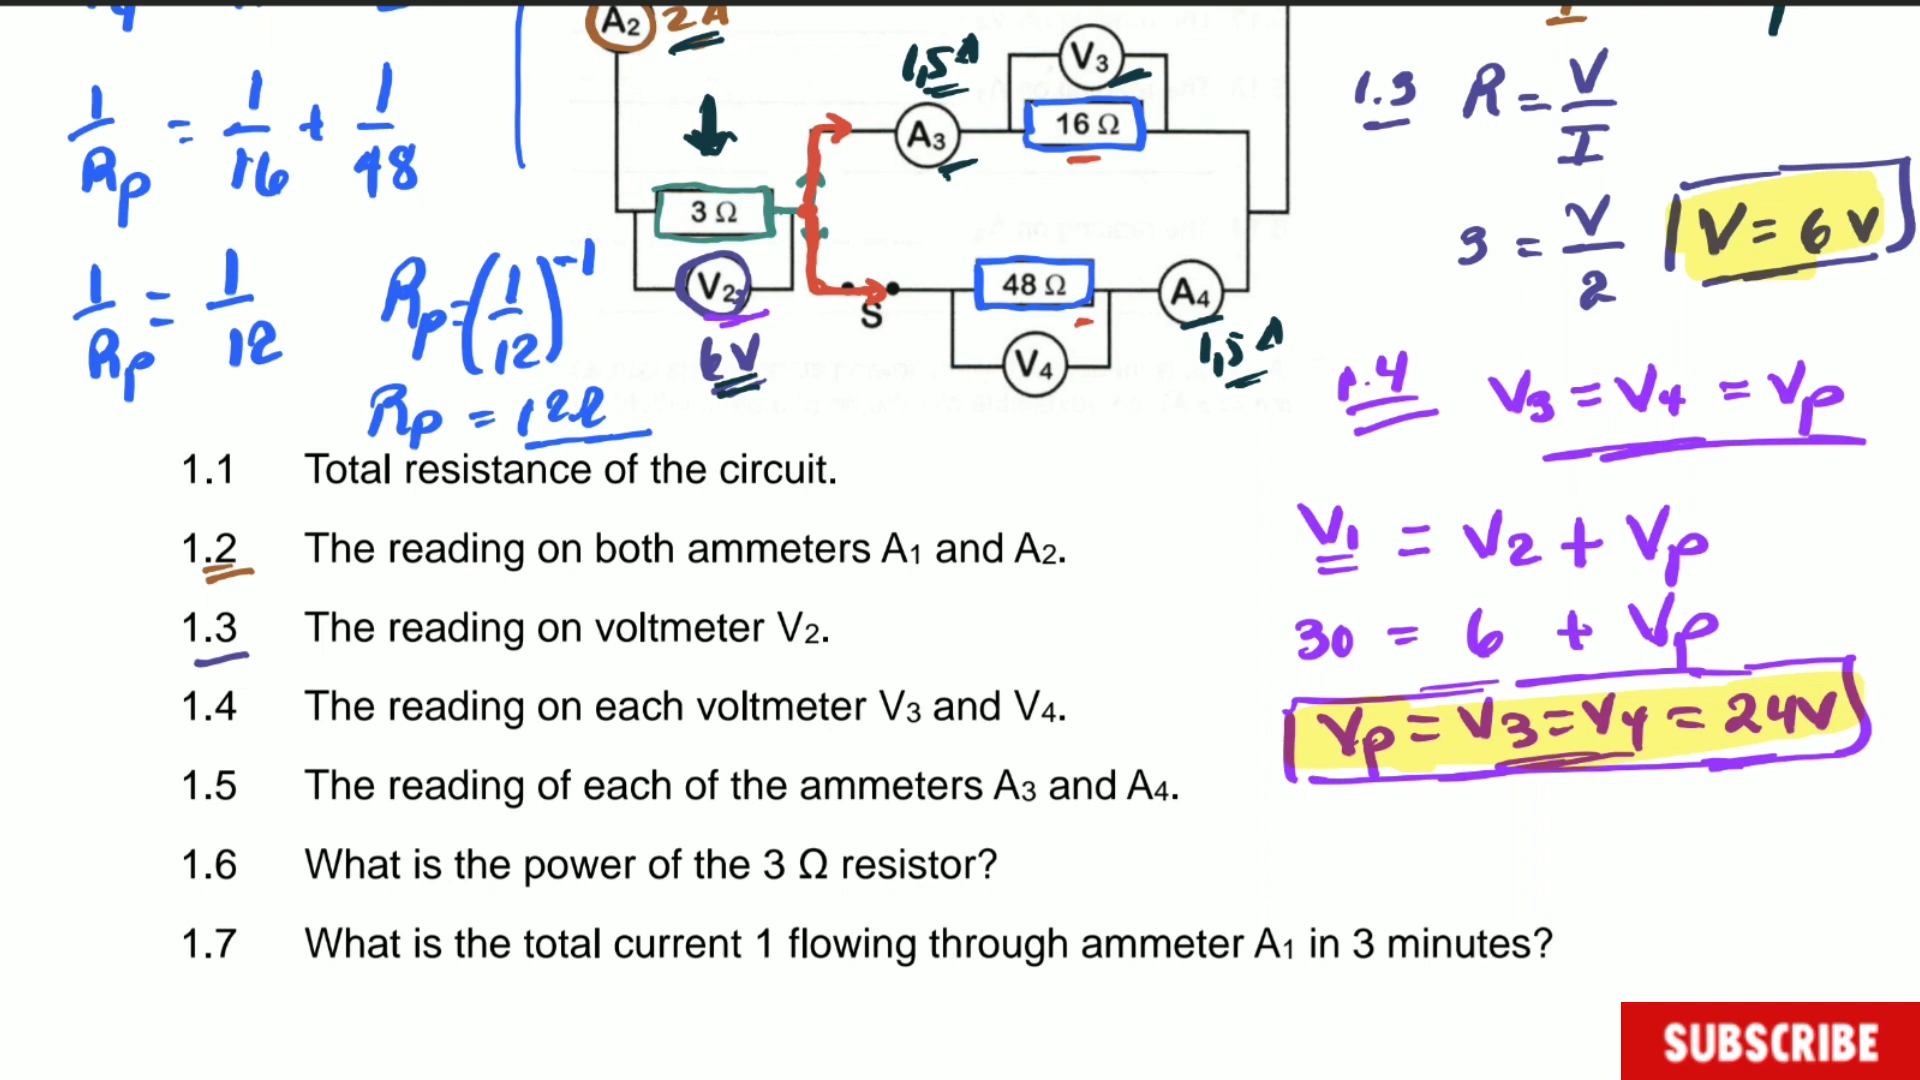 A2 2A
1/Rp = 1/16 + 1/48
1/Rp = 1/12
Rp=(1/12)^-1
Rp = 12Ω
1,5A
V3
A3
16 Ω
3 Ω
V2
6V
S
48 Ω
A4
1,5A
V4
1.3 R = V/I
3 = V/2
V = 6 V
1.4 V3 = V4 = Vp
V1 = V2 + Vp
30 = 6 + Vp
Vp = V3 = V4 = 24V
1.1 Total resistance of the circuit.
1.2 The reading on both ammeters A1 and A2.
1.3 The reading on voltmeter V2.
1.4 The reading on each voltmeter V3 and V4.
1.5 The reading of each of the ammeters A3 and A4.
1.6 What is the power of the 3 Ω resistor?
1.7 What is the total current 1 flowing through ammeter A1 in 3 minutes?
SUBSCRIBE